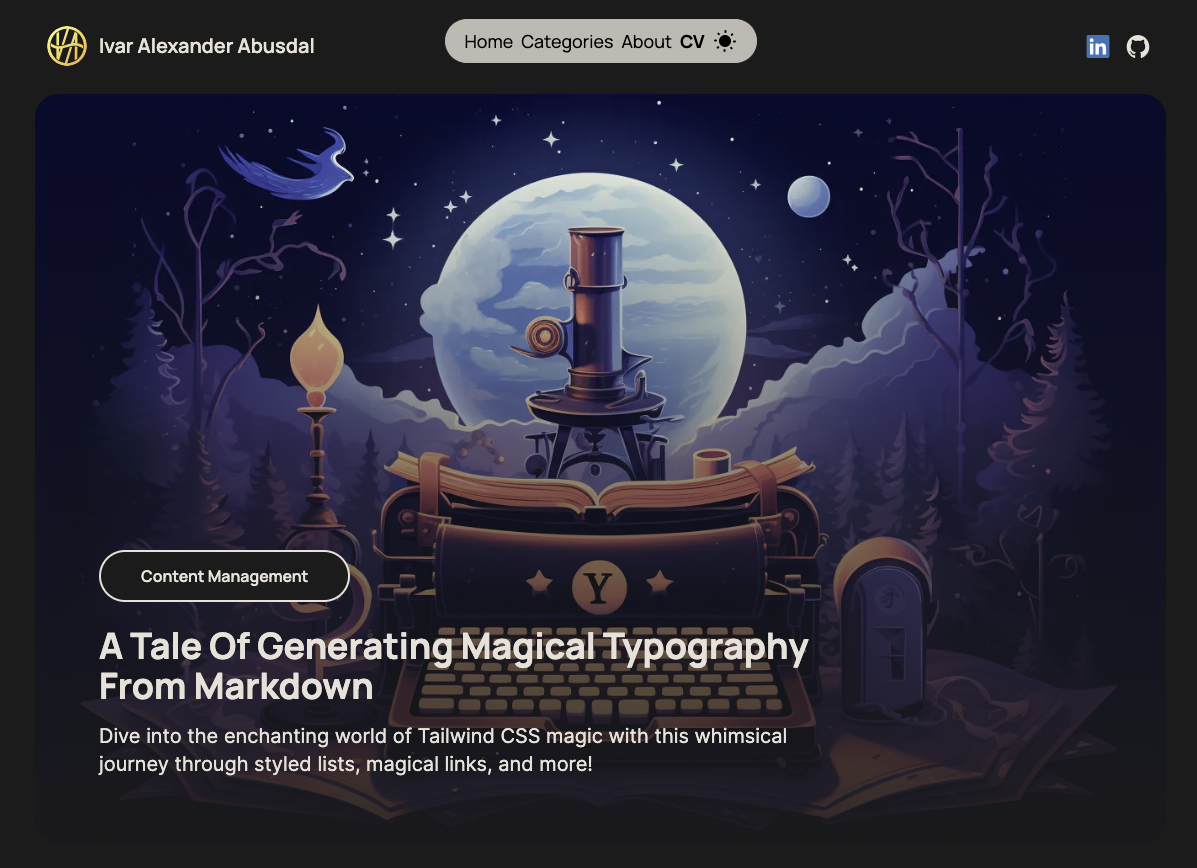 Ivar Alexander Abusdal
Home Categories About CV
in
Y
Content Management
A Tale Of Generating Magical Typography
From Markdown
Dive into the enchanting world of Tailwind CSS magic with this whimsical
journey through styled lists, magical links, and more!